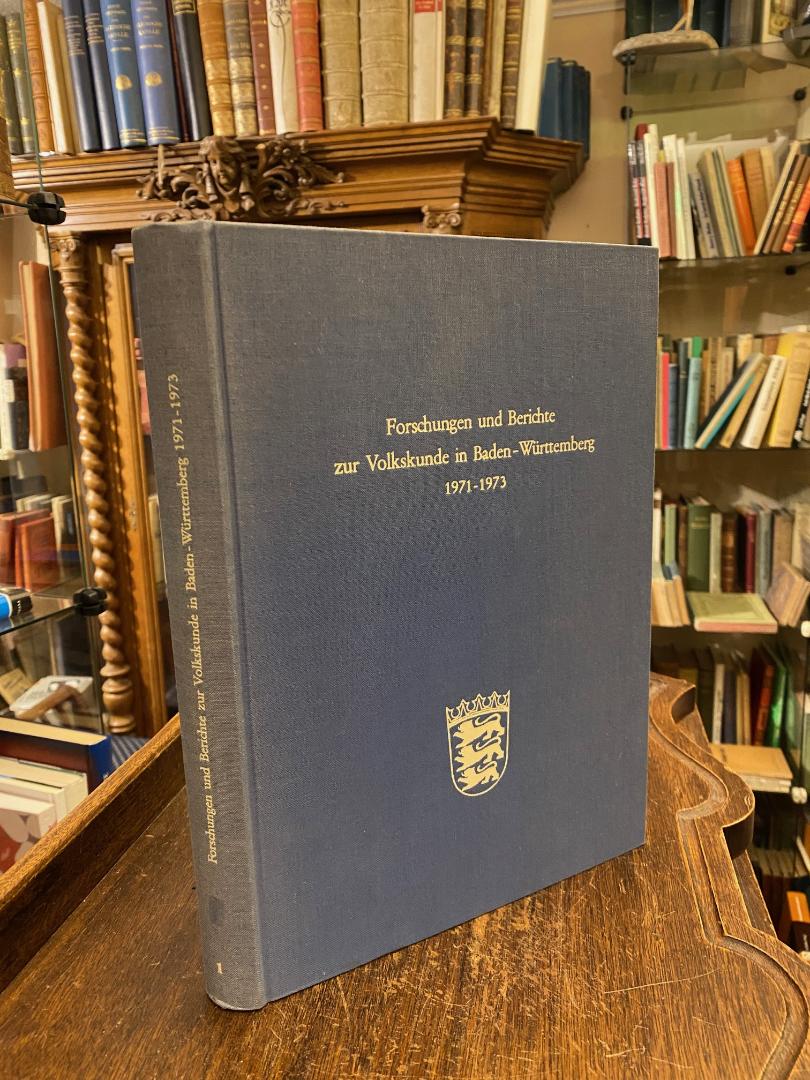 Forschungen und Berichte
zur Volkskunde in Baden-Württemberg
1971-1973
Forschungen und Berichte zur Volkskunde in Baden-Württemberg 1971-1973
1